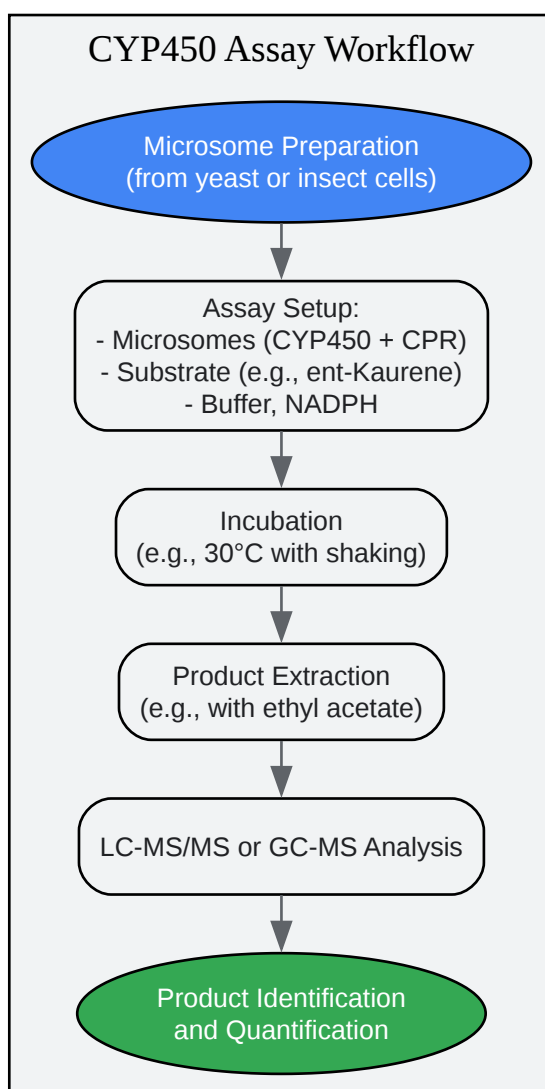 CYP450 Assay Workflow
Microsome Preparation
(from yeast or insect cells)
Assay Setup:
- Microsomes (CYP450 + CPR)
- Substrate (e.g., ent-Kaurene)
- Buffer, NADPH
Incubation
(e.g., 30°C with shaking)
Product Extraction
(e.g., with ethyl acetate)
LC-MS/MS or GC-MS Analysis
Product Identification
and Quantification